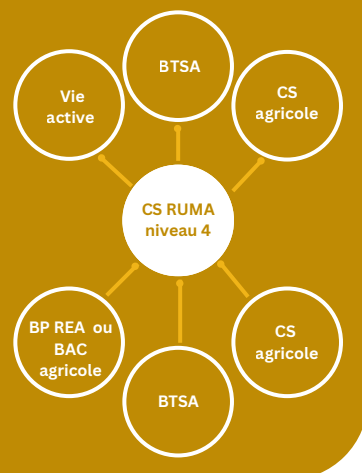 BTSA
Vie
active
CS
agricole
CS RUMA
niveau 4
BP REA ou
BAC
agricole
CS
agricole
BTSA